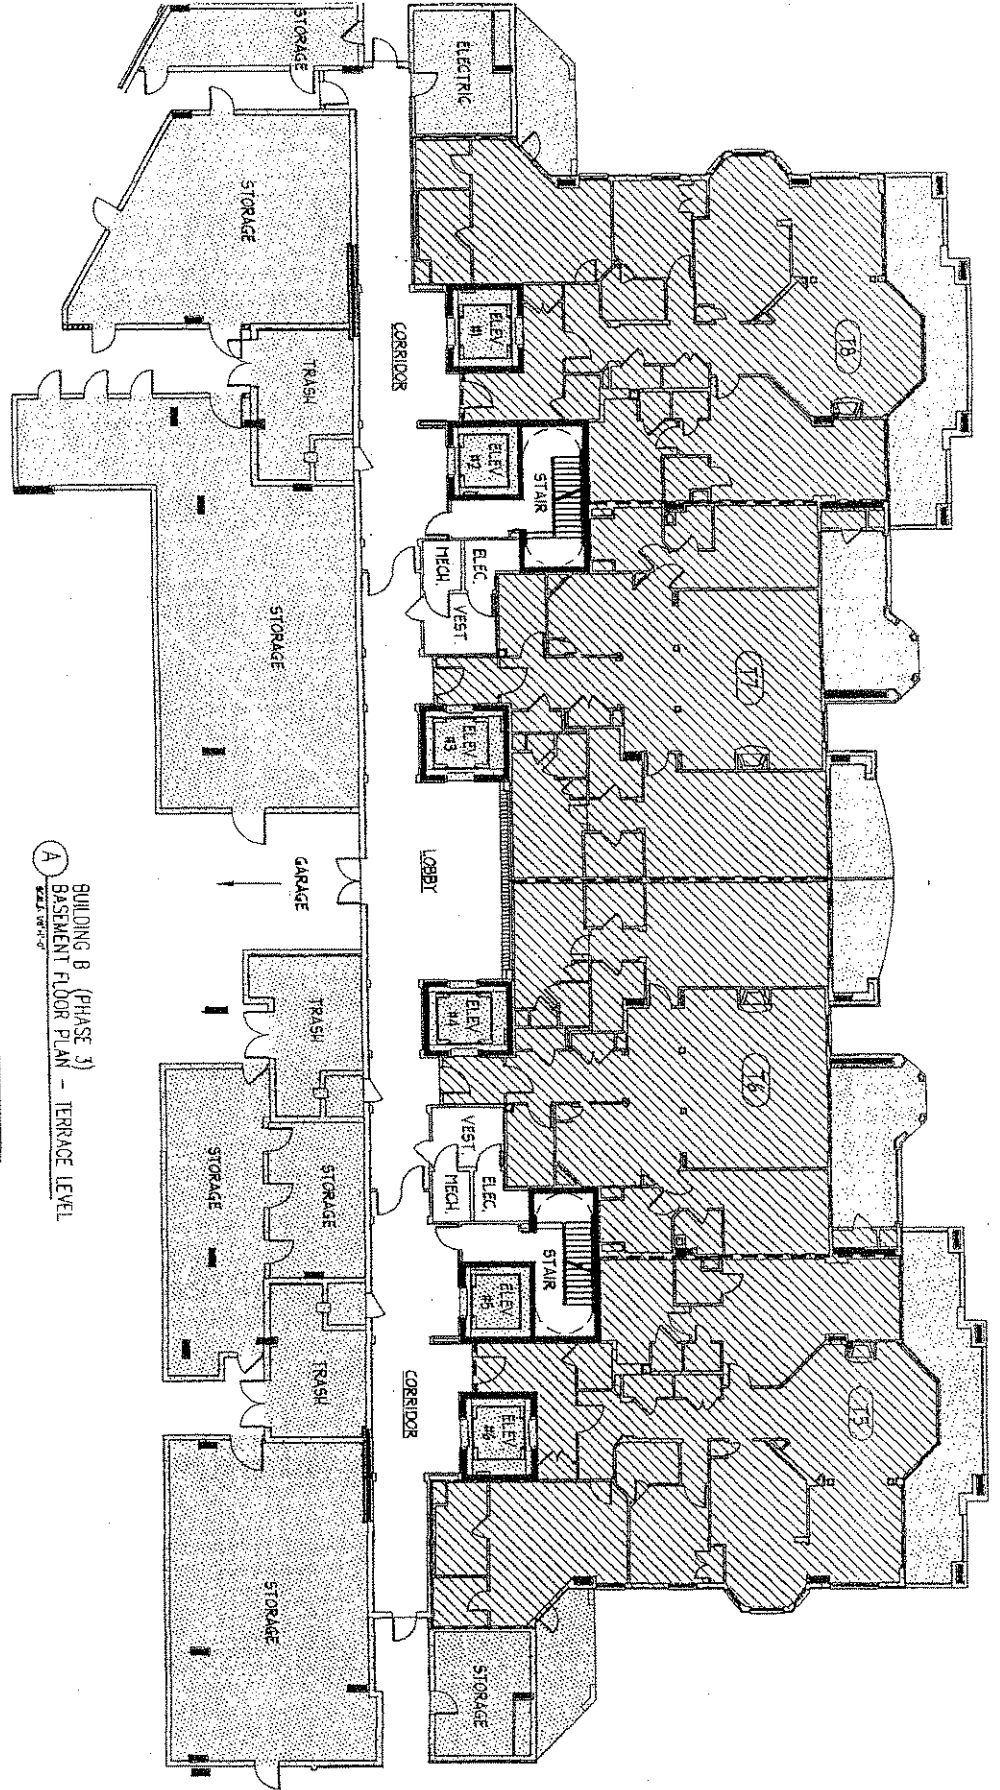 STORAGE
ELECTRIC
STORAGE
CORRIDOR
ELEV
#1
T8
TRASH
ELEV
#2
STAIR
MECH.
ELEC.
VEST.
STORAGE
T7
ELEV
#3
LOBBY
GARAGE
ELEV
#4
T6
TRASH
VEST.
MECH.
ELEC.
STORAGE
STORAGE
STAIR
ELEV
#5
TRASH
CORRIDOR
T5
ELEV
#6
STORAGE
STORAGE
A
BUILDING B (PHASE 3)
BASEMENT FLOOR PLAN - TERRACE LEVEL